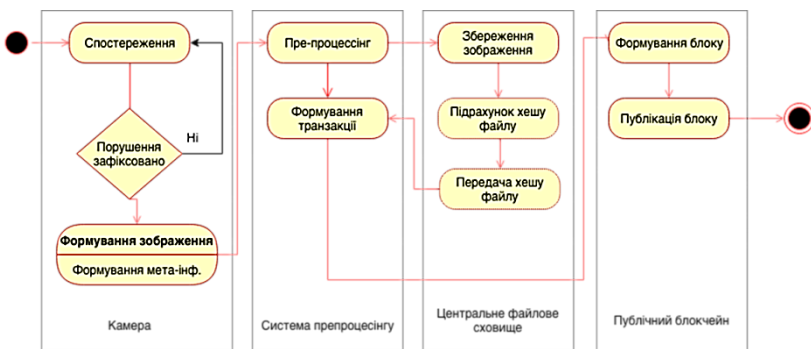 Спостереження
Ні
Порушення
зафіксовано
Формування зображення
Формування мета-інф.
Камера
Пре-процессінг
Формування
транзакції
Система препроцесінгу
Збереження
зображення
Підрахунок хешу
файлу
Передача хешу
файлу
Центральне файлове
сховище
Формування блоку
Публікація блоку
Публічний блокчейн